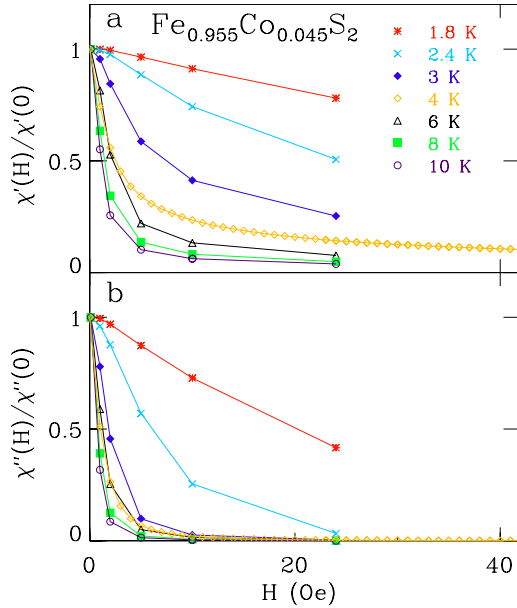 a Fe₀.₉₅₅Co₀.₀₄₅S₂
1.8 K
2.4 K
3 K
4 K
6 K
8 K
10 K
1
0.5
0
χ′(H)/χ′(0)
b
1
0.5
0
χ″(H)/χ″(0)
0 20 40
H (Oe)